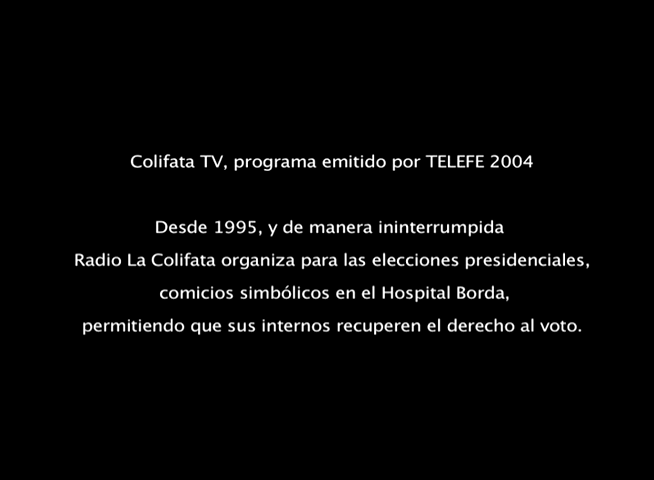 Colifata TV, programa emitido por TELEFE 2004
Desde 1995, y de manera ininterrumpida
Radio La Colifata organiza para las elecciones presidenciales,
comicios simbólicos en el Hospital Borda,
permitiendo que sus internos recuperen el derecho al voto.